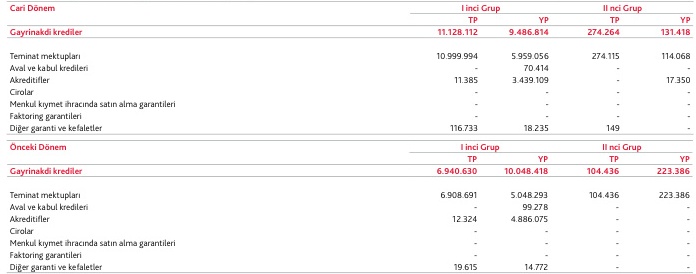 Cari Dönem I inci Grup II nci Grup
TP YP TP YP
Gayrinakdi krediler 11.128.112 9.486.814 274.264 131.418
Teminat mektupları 10.999.994 5.959.056 274.115 114.068
Aval ve kabul kredileri - 70.414 - -
Akreditifler 11.385 3.439.109 - 17.350
Cirolar - - - -
Menkul kıymet ihracında satın alma garantileri - - - -
Faktoring garantileri - - - -
Diğer garanti ve kefaletler 116.733 18.235 149 -
Önceki Dönem I inci Grup II nci Grup
TP YP TP YP
Gayrinakdi krediler 6.940.630 10.048.418 104.436 223.386
Teminat mektupları 6.908.691 5.048.293 104.436 223.386
Aval ve kabul kredileri - 99.278 - -
Akreditifler 12.324 4.886.075 - -
Cirolar - - - -
Menkul kıymet ihracında satın alma garantileri - - - -
Faktoring garantileri - - - -
Diğer garanti ve kefaletler 19.615 14.772 - -